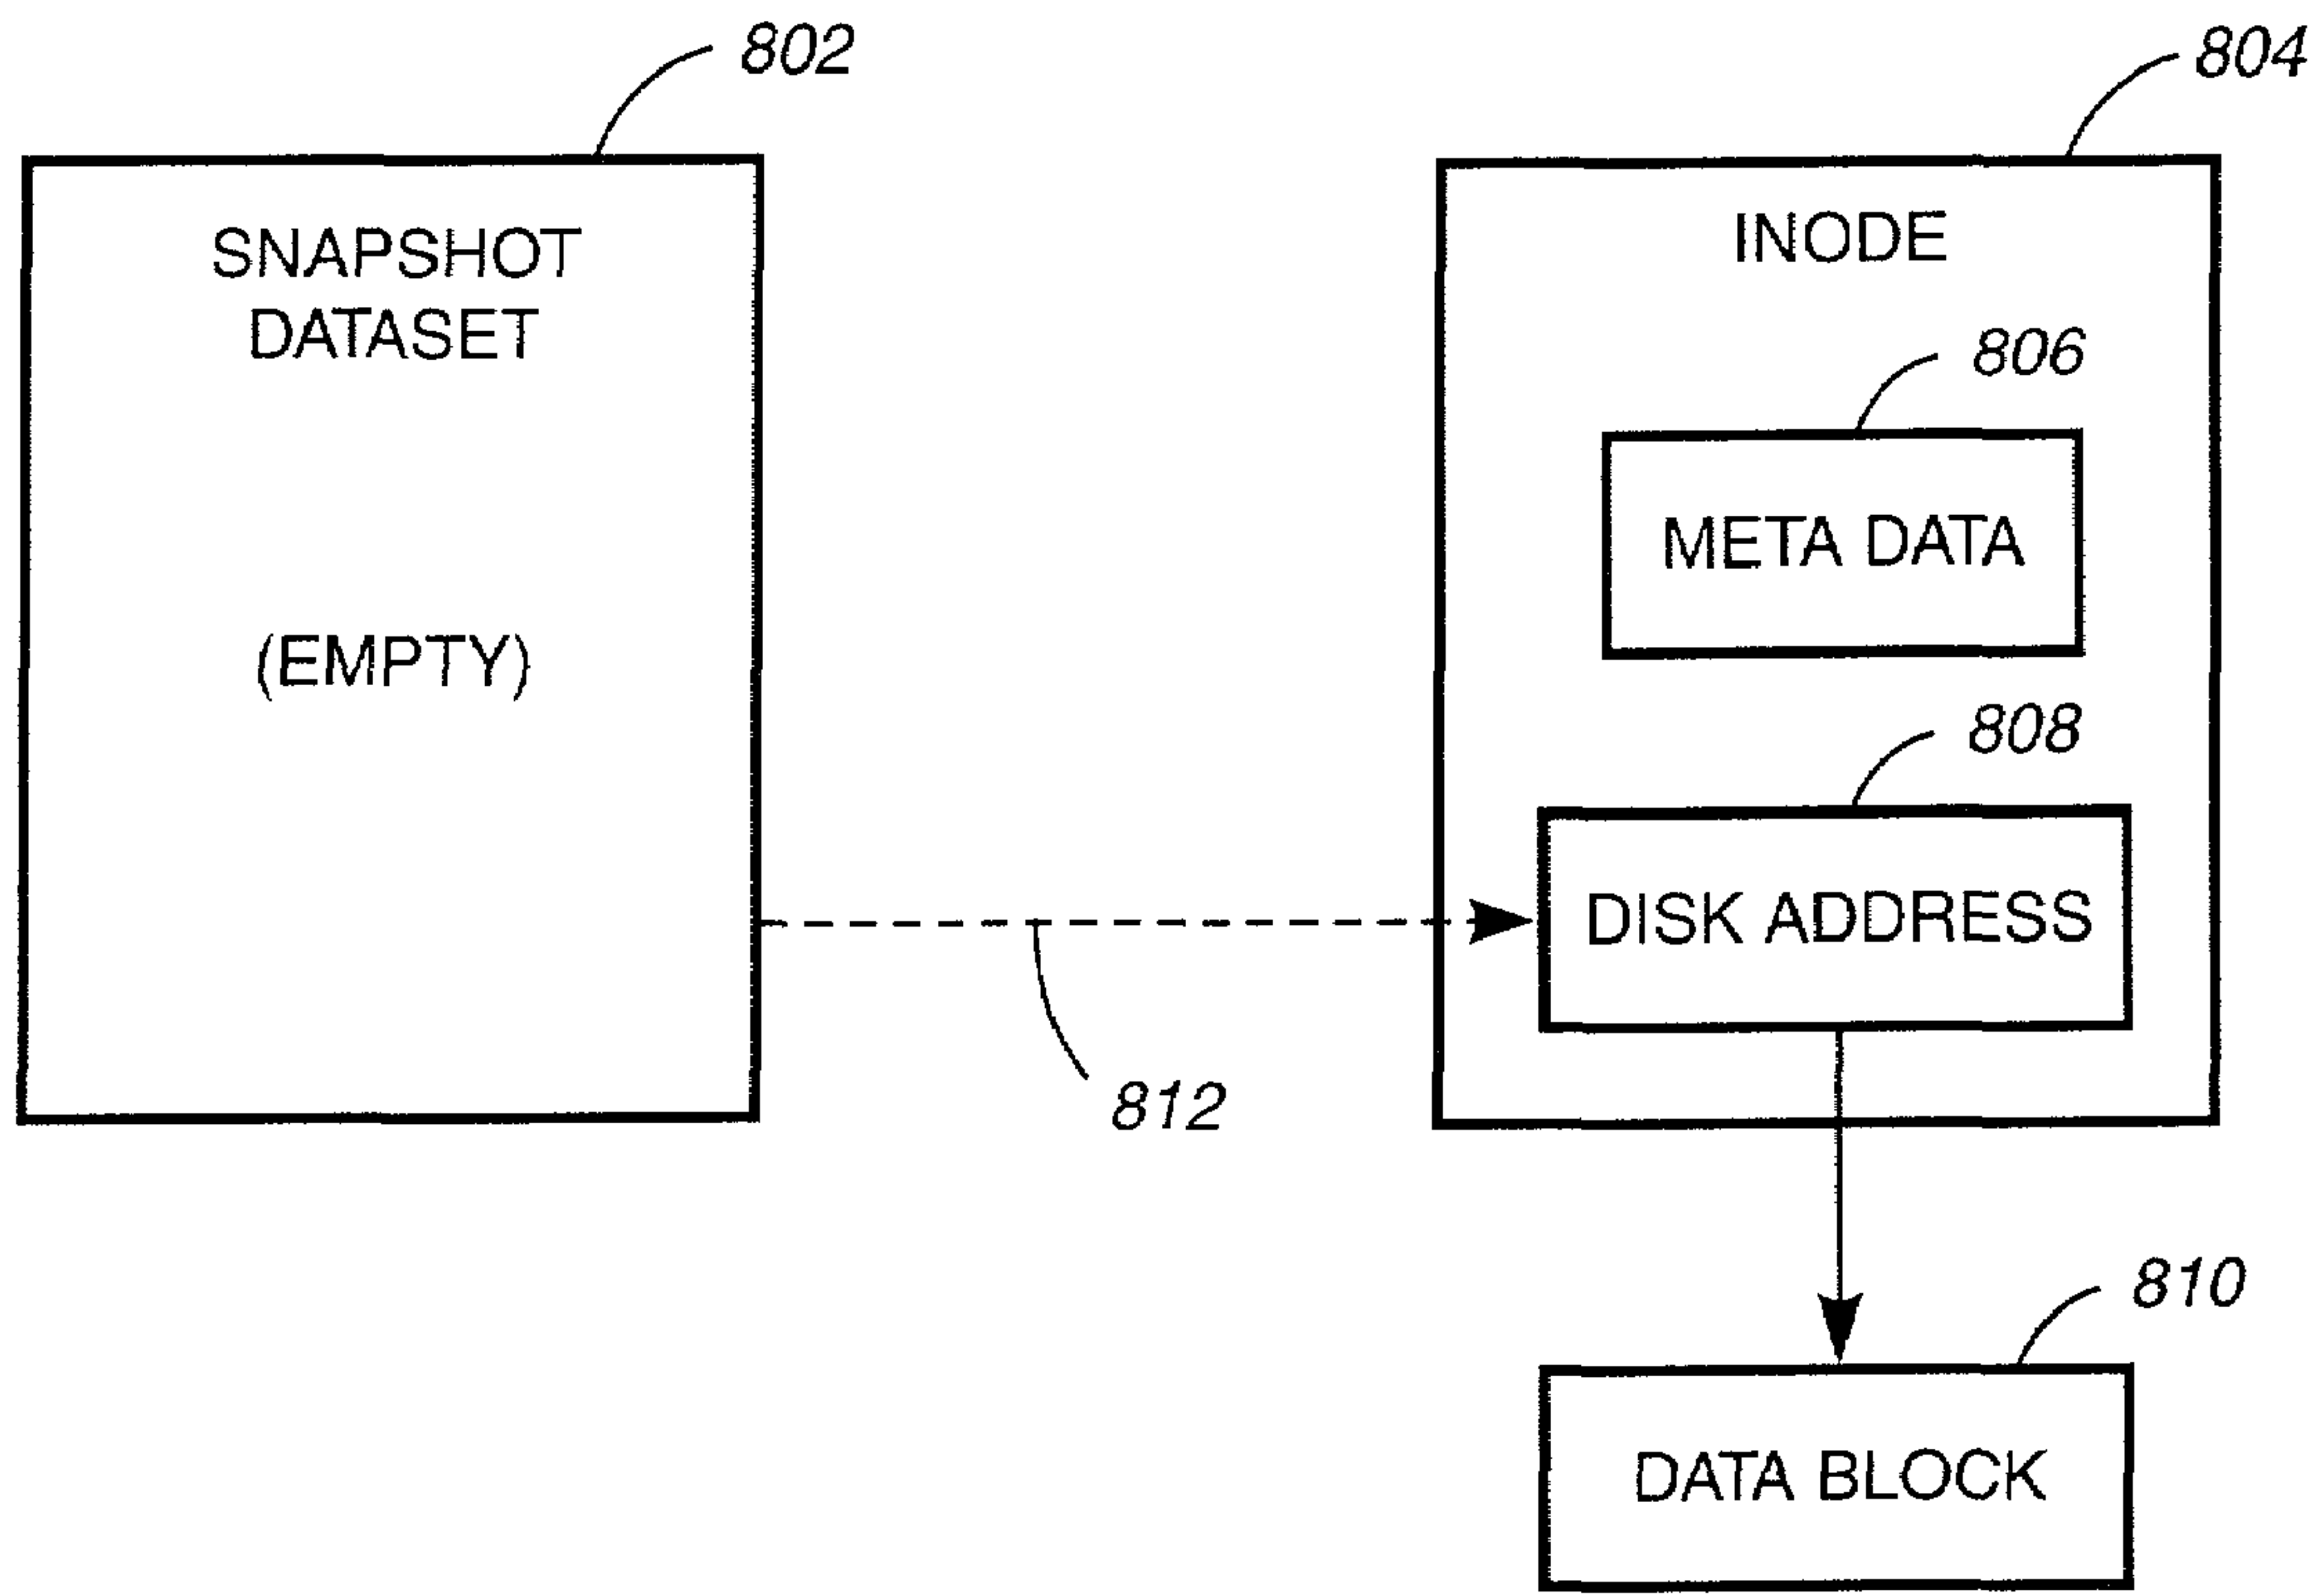 802
804
SNAPSHOT
DATASET
(EMPTY)
INODE
806
META DATA
808
DISK ADDRESS
812
810
DATA BLOCK